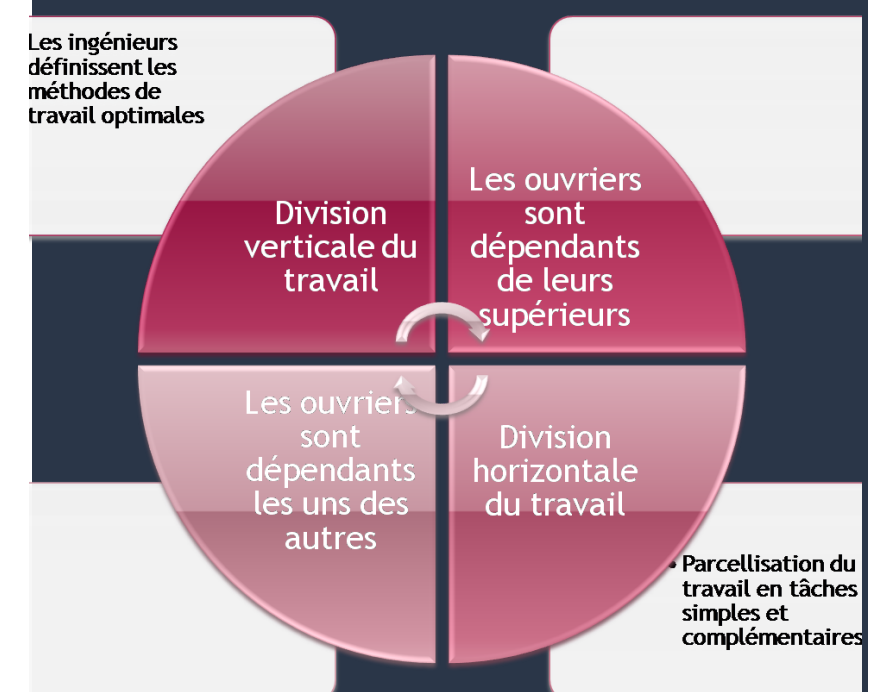 Les ingénieurs
définissent les
méthodes de
travail optimales
Division
verticale du
travail
Les ouvriers
sont
dépendants
de leurs
supérieurs
Les ouvriers
sont
dépendants
les uns des
autres
Division
horizontale
du travail
• Parcellisation du
travail en tâches
simples et
complémentaires